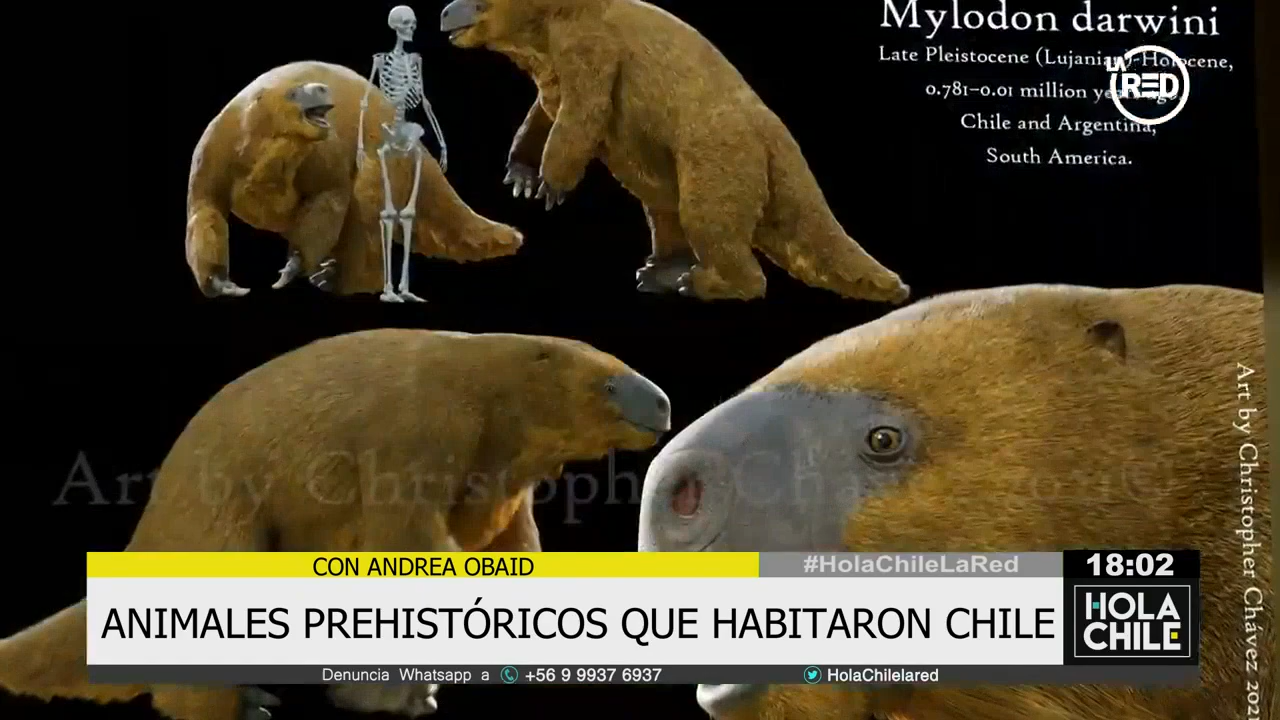 Mylodon darwini
Late Pleistocene (Lujanian)-Holocene,
0.781–0.01 million years ago,
Chile and Argentina,
South America.
LA RED
Art by Christopher
Art by Christopher Chávez 2021
CON ANDREA OBAID
#HolaChileLaRed
18:02
ANIMALES PREHISTÓRICOS QUE HABITARON CHILE
HOLA
CHILE
Denuncia Whatsapp a +56 9 9937 6937
HolaChilelared